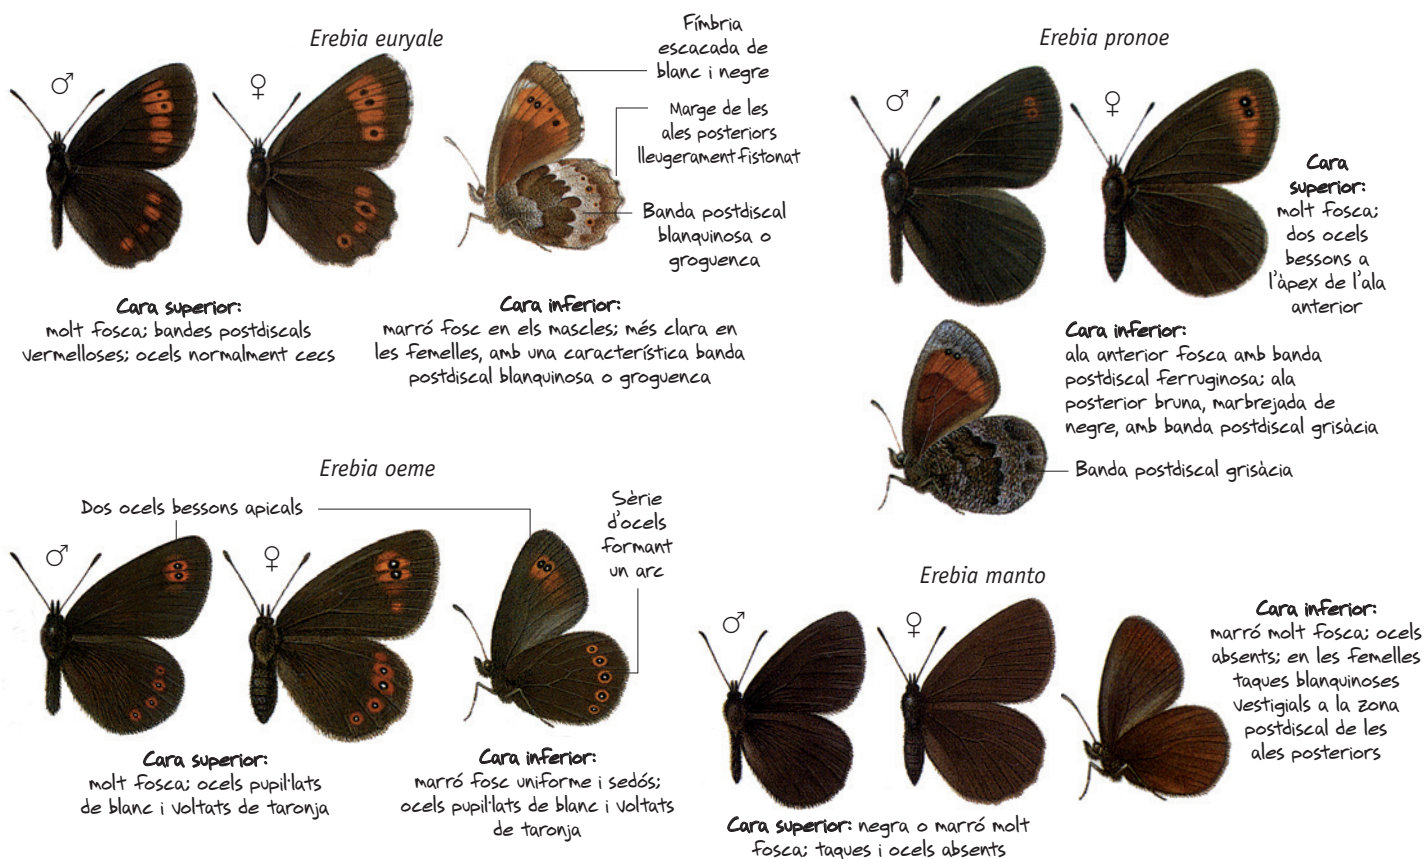 Erebia euryale
♂
♀
Fímbria
escacada de
blanc i negre
Marge de les
ales posteriors
lleugerament fistonat
Banda postdiscal
blanquinosa o
groguenca
Cara superior:
molt fosca; bandes postdiscals
vermelloses; ocels normalment cecs
Cara inferior:
marró fosc en els mascles; més clara en
les femelles, amb una característica banda
postdiscal blanquinosa o groguenca
Erebia pronoe
♂
♀
Cara
superior:
molt fosca;
dos ocels
bessons a
l'àpex de l'ala
anterior
Cara inferior:
ala anterior fosca amb banda
postdiscal ferruginosa; ala
posterior bruna, marbrejada de
negre, amb banda postdiscal grisàcia
Banda postdiscal grisàcia
Erebia oeme
Dos ocels bessons apicals
♂
♀
Sèrie
d'ocels
formant
un arc
Cara superior:
molt fosca; ocels pupil·lats
de blanc i voltats de taronja
Cara inferior:
marró fosc uniforme i sedós;
ocels pupil·lats de blanc i voltats
de taronja
Erebia manto
♂
♀
Cara inferior:
marró molt fosca; ocels
absents; en les femelles
taques blanquinoses
vestigials a la zona
postdiscal de les
ales posteriors
Cara superior: negra o marró molt
fosca; taques i ocels absents